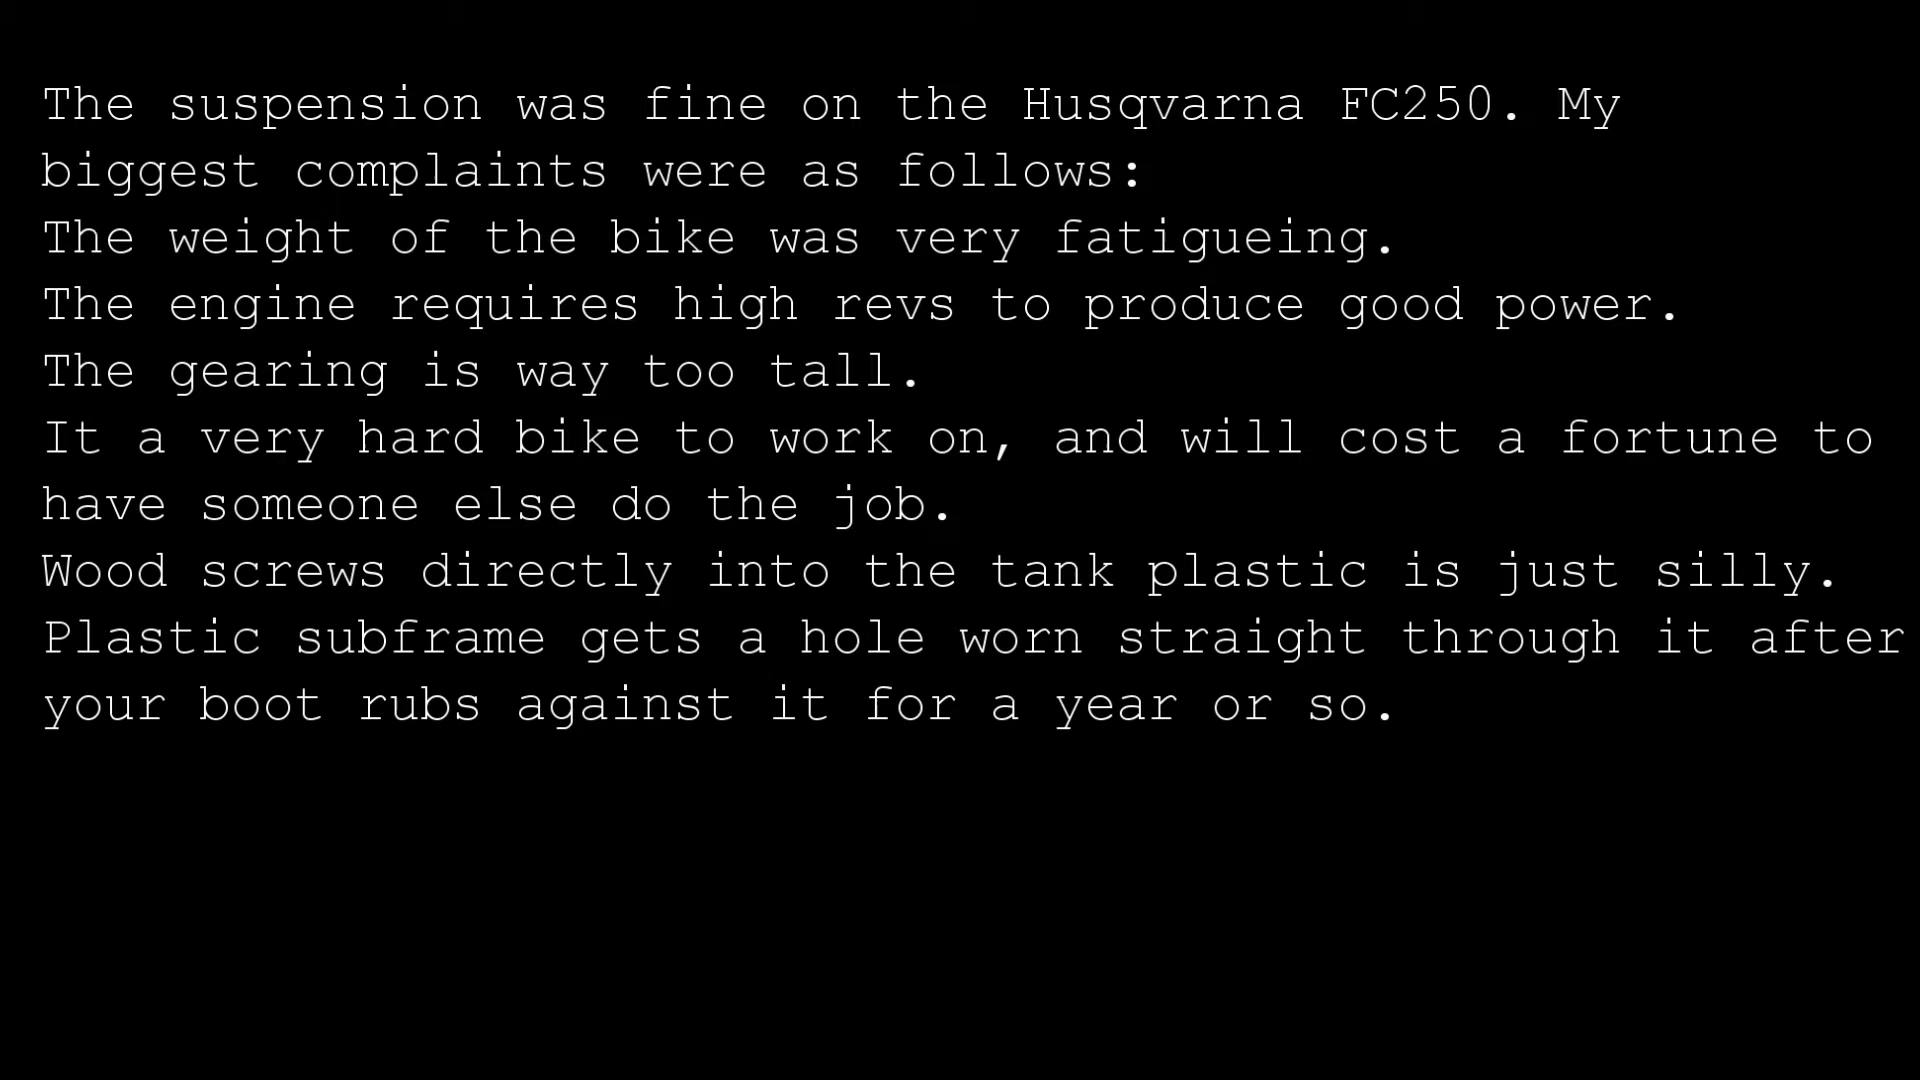 The suspension was fine on the Husqvarna FC250. My
biggest complaints were as follows:
The weight of the bike was very fatigueing.
The engine requires high revs to produce good power.
The gearing is way too tall.
It a very hard bike to work on, and will cost a fortune to
have someone else do the job.
Wood screws directly into the tank plastic is just silly.
Plastic subframe gets a hole worn straight through it after
your boot rubs against it for a year or so.